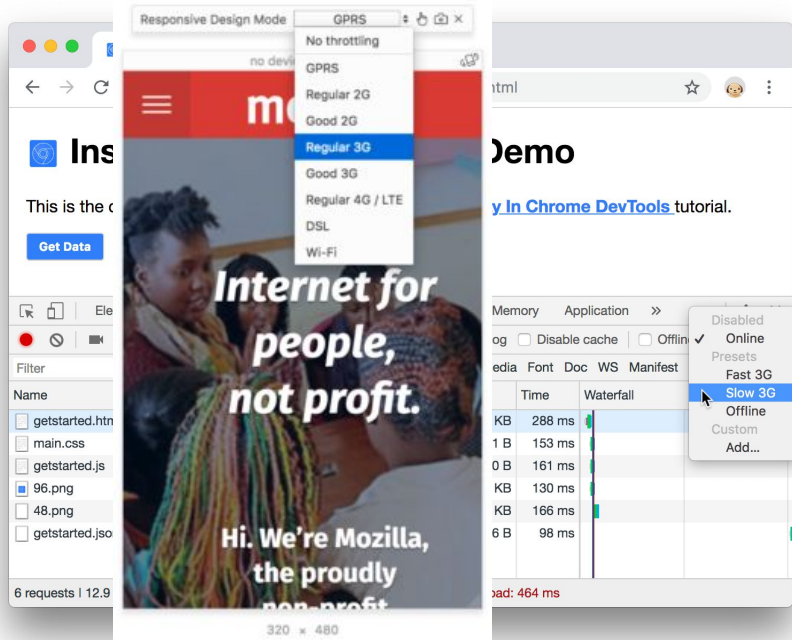 Responsive Design Mode GPRS
No throttling
GPRS
Regular 2G
Good 2G
Regular 3G
Good 3G
Regular 4G / LTE
DSL
Wi-Fi
no devi
Internet for
people,
not profit.
Hi. We're Mozilla,
the proudly
non-profit
320 × 480
html
Ins
Demo
This is the
y In Chrome DevTools tutorial.
Get Data
Ele
Memory Application »
og Disable cache Offlin
Filter
edia Font Doc WS Manifest
Name Time Waterfall
getstarted.htm KB 288 ms
main.css 1 B 153 ms
getstarted.js 0 B 161 ms
96.png KB 130 ms
48.png KB 166 ms
getstarted.jso 6 B 98 ms
6 requests | 12.9
oad: 464 ms
Disabled
✓ Online
Presets
Fast 3G
Slow 3G
Offline
Custom
Add...